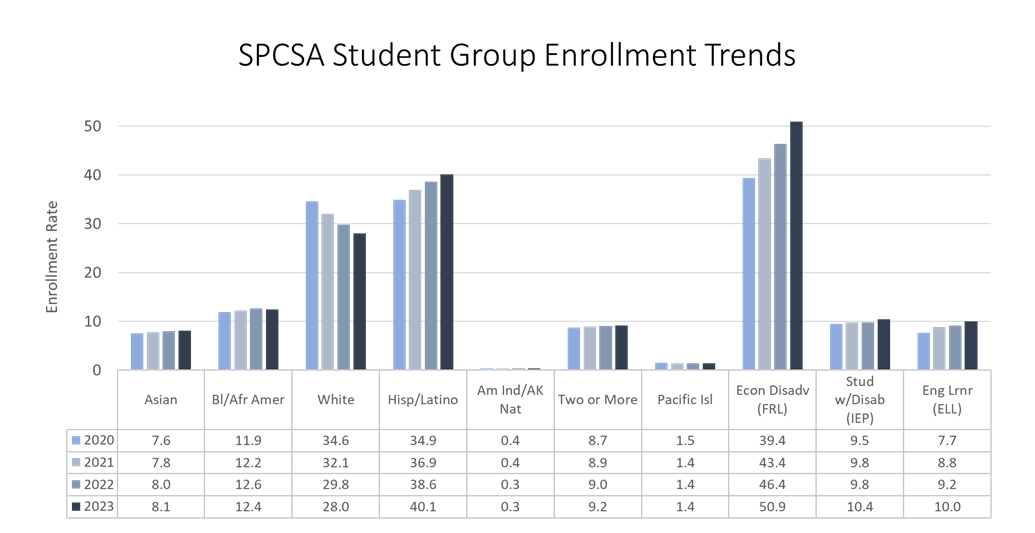 SPCSA Student Group Enrollment Trends
Enrollment Rate
50
40
30
20
10
0
Asian Bl/Afr Amer White Hisp/Latino Am Ind/AK Nat Two or More Pacific Isl Econ Disadv (FRL) Stud w/Disab (IEP) Eng Lrnr (ELL)
2020 7.6 11.9 34.6 34.9 0.4 8.7 1.5 39.4 9.5 7.7
2021 7.8 12.2 32.1 36.9 0.4 8.9 1.4 43.4 9.8 8.8
2022 8.0 12.6 29.8 38.6 0.3 9.0 1.4 46.4 9.8 9.2
2023 8.1 12.4 28.0 40.1 0.3 9.2 1.4 50.9 10.4 10.0